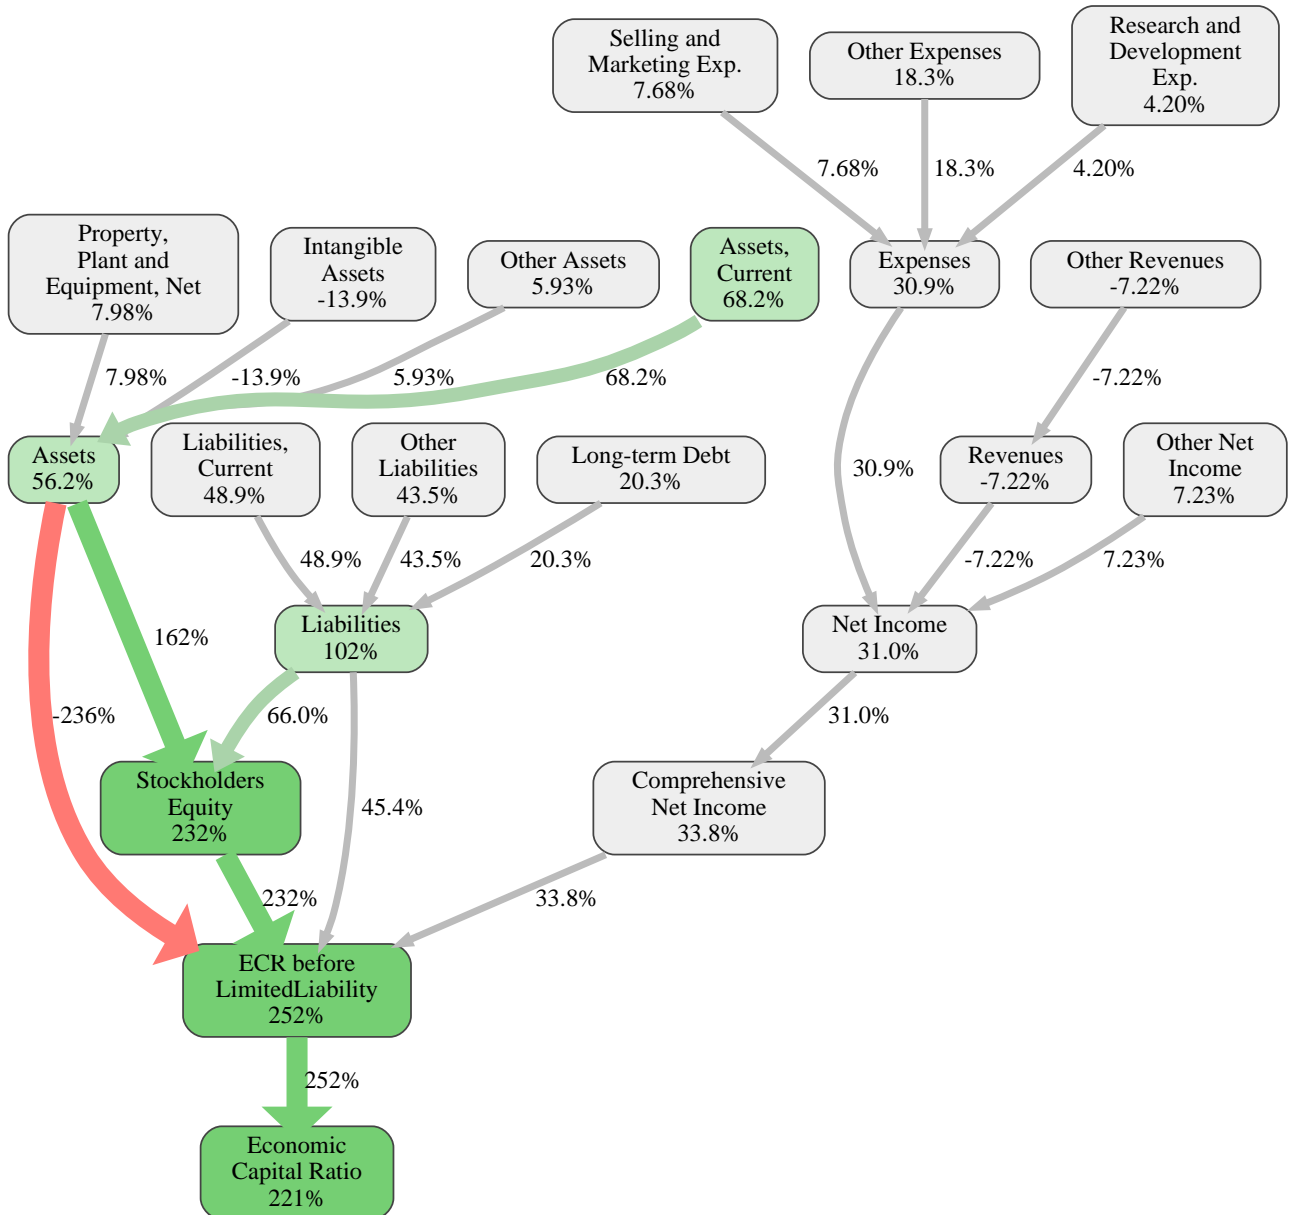 Selling and
Marketing Exp.
7.68%
Other Expenses
18.3%
Research and
Development
Exp.
4.20%
7.68%
18.3%
4.20%
Property,
Plant and
Equipment, Net
7.98%
Intangible
Assets
-13.9%
Other Assets
5.93%
Assets,
Current
68.2%
Expenses
30.9%
Other Revenues
-7.22%
7.98%
-13.9%
5.93%
68.2%
-7.22%
Assets
56.2%
Liabilities,
Current
48.9%
Other
Liabilities
43.5%
Long-term Debt
20.3%
30.9%
Revenues
-7.22%
Other Net
Income
7.23%
48.9%
43.5%
20.3%
-7.22%
7.23%
Liabilities
102%
Net Income
31.0%
162%
-236%
66.0%
31.0%
Stockholders
Equity
232%
45.4%
Comprehensive
Net Income
33.8%
232%
33.8%
ECR before
LimitedLiability
252%
252%
Economic
Capital Ratio
221%